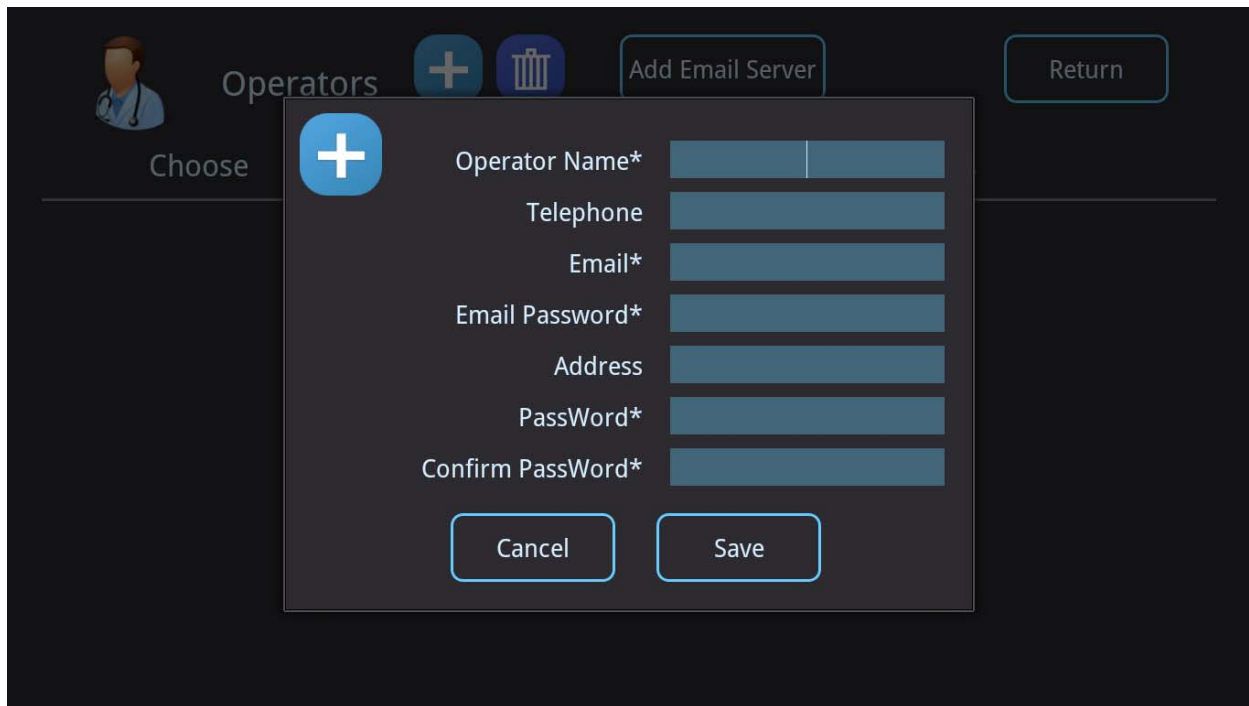 Operators
Add Email Server
Return
Choose
Operator Name*
Telephone
Email*
Email Password*
Address
PassWord*
Confirm PassWord*
Cancel
Save